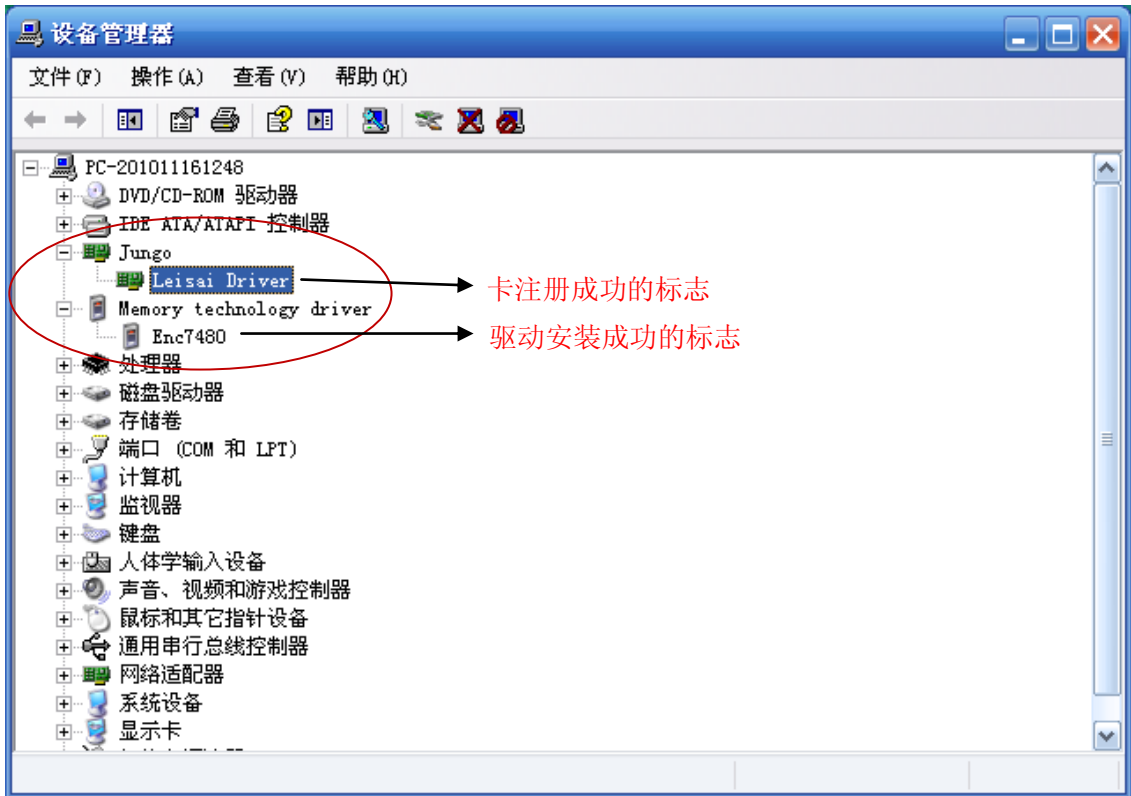 设备管理器
文件(F) 操作(A) 查看(V) 帮助(H)
PC-201011161248
DVD/CD-ROM 驱动器
IDE ATA/ATAPI 控制器
Jungo
Leisai Driver
卡注册成功的标志
Memory technology driver
Enc7480
驱动安装成功的标志
处理器
磁盘驱动器
存储卷
端口 (COM 和 LPT)
计算机
监视器
键盘
人体学输入设备
声音、视频和游戏控制器
鼠标和其它指针设备
通用串行总线控制器
网络适配器
系统设备
显示卡